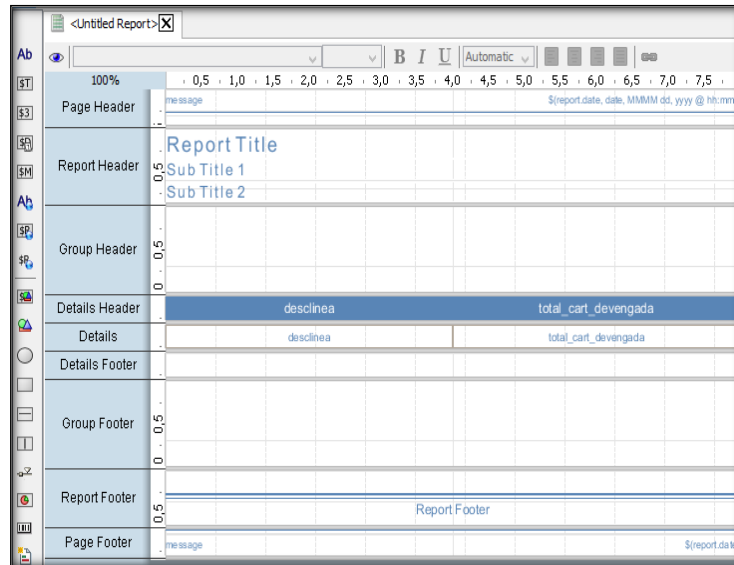 <Untitled Report>
B I U Automatic
100% 0,5 1,0 1,5 2,0 2,5 3,0 3,5 4,0 4,5 5,0 5,5 6,0 6,5 7,0 7,5
Page Header message $(report.date, date, MMMM dd, yyyy @ hh:mm
Report Title
Report Header 0,5 Sub Title 1
Sub Title 2
Group Header 0,5
0
Details Header desclinea total_cart_devengada
Details desclinea total_cart_devengada
Details Footer
Group Footer 0,5
0
Report Footer
0,5 Report Footer
Page Footer message $(report.date
Ab
$T
$3
$M
Ab
$P
$P